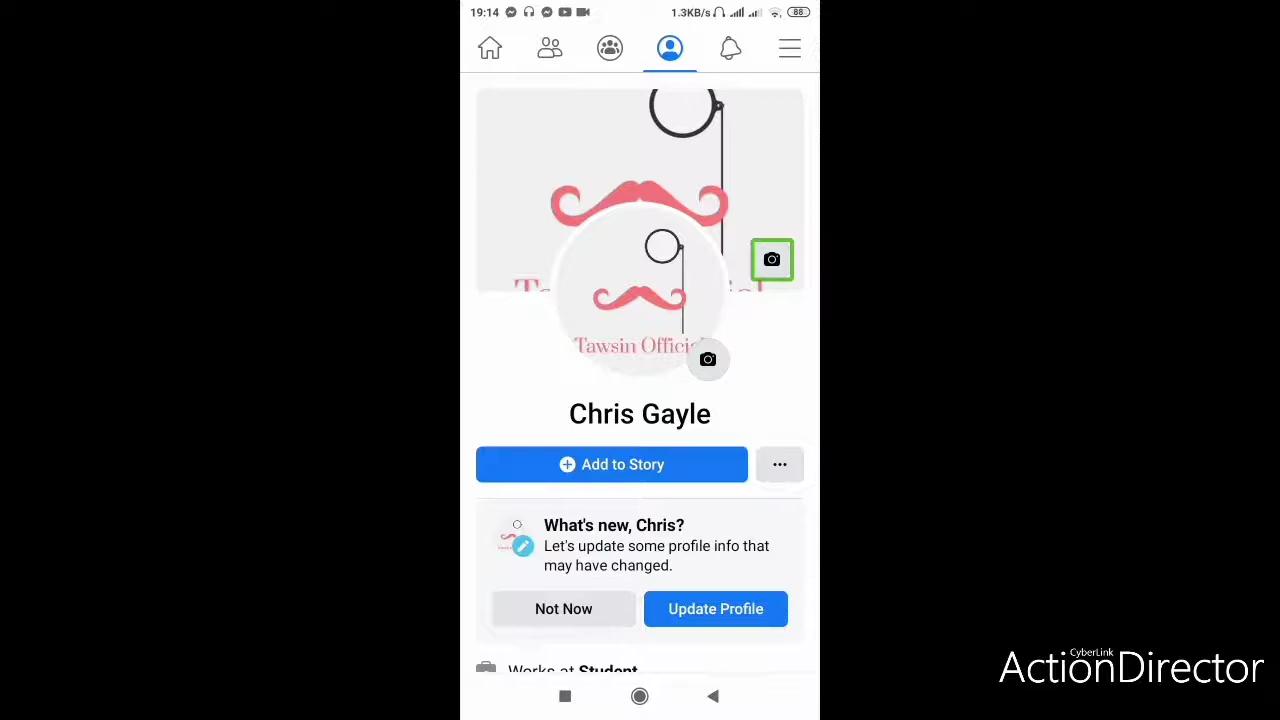 19:14
1.3KB/s
88
Tawsin Official
Chris Gayle
Add to Story
What's new, Chris?
Let's update some profile info that
may have changed.
Not Now
Update Profile
Works at Student
CyberLink
ActionDirector